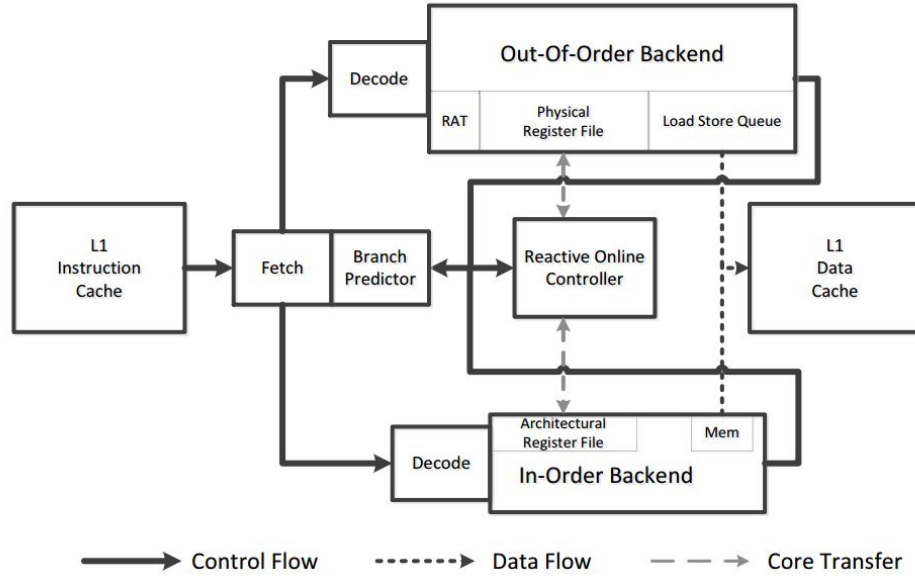 Out-Of-Order Backend
Decode
RAT
Physical
Register File
Load Store Queue
L1
Instruction
Cache
Fetch
Branch
Predictor
Reactive Online
Controller
L1
Data
Cache
Architectural
Register File
Mem
Decode
In-Order Backend
Control Flow
Data Flow
Core Transfer